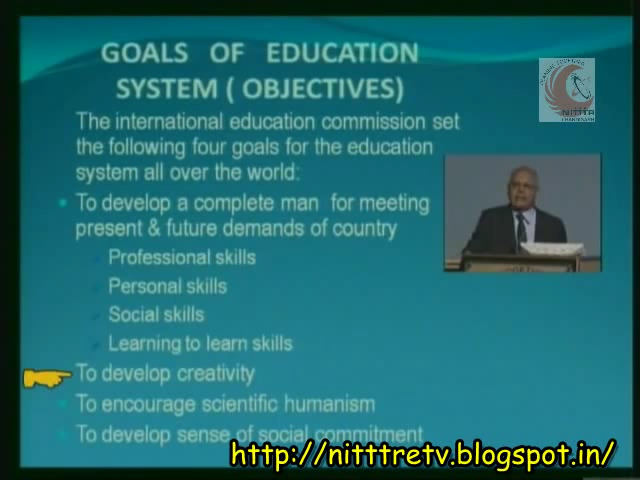 GOALS OF EDUCATION
SYSTEM ( OBJECTIVES)
The international education commission set
the following four goals for the education
system all over the world:
To develop a complete man for meeting
present & future demands of country
Professional skills
Personal skills
Social skills
Learning to learn skills
To develop creativity
To encourage scientific humanism
To develop sense of social commitment
NITTTR
CHANDIGARH
http://nitttretv.blogspot.in/